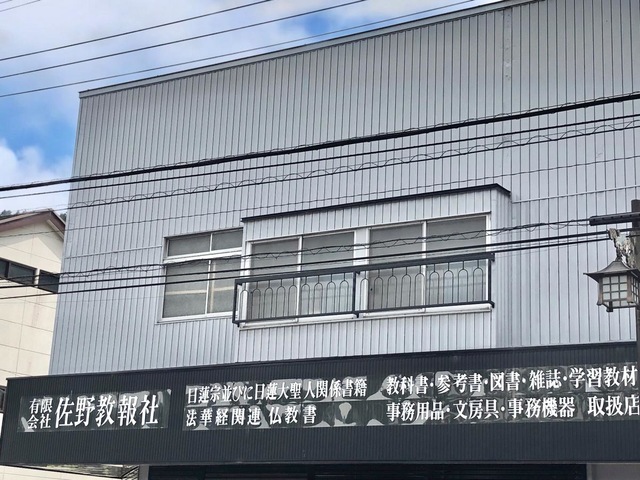 有限会社 佐野教報社
日蓮宗並びに日蓮大聖人関係書籍
法華経関連 仏教書
教科書・参考書・図書・雑誌・学習教材
事務用品・文房具・事務機器 取扱店